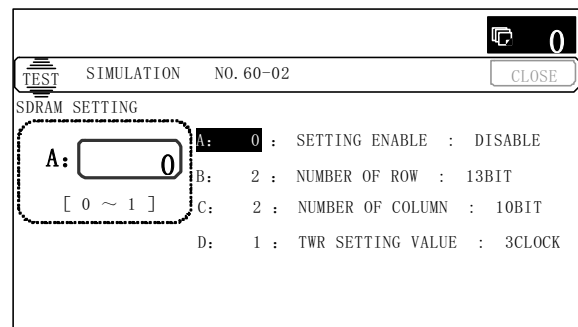 0
TEST SIMULATION NO.60-02 CLOSE
SDRAM SETTING
A: 0
[ 0 ~ 1 ]
A: 0 : SETTING ENABLE : DISABLE
B: 2 : NUMBER OF ROW : 13BIT
C: 2 : NUMBER OF COLUMN : 10BIT
D: 1 : TWR SETTING VALUE : 3CLOCK